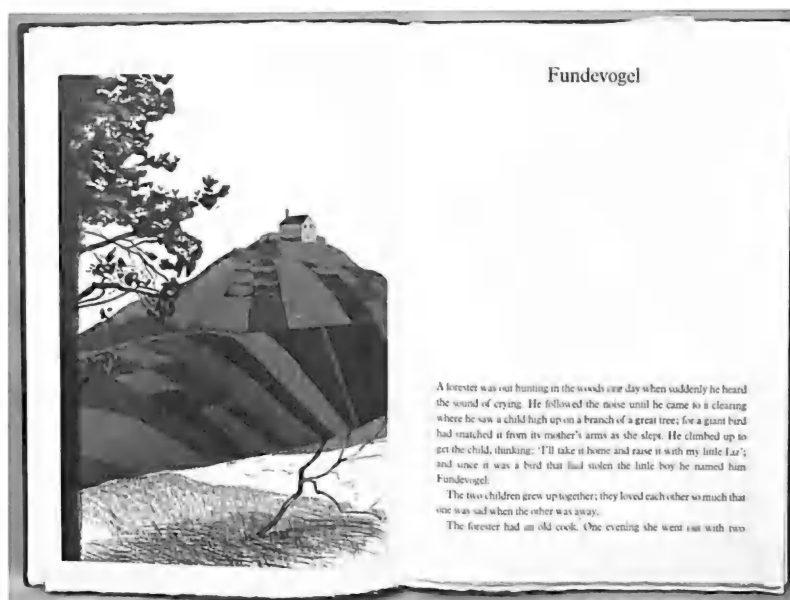 Fundevogel
A forester was out hunting in the woods one day when suddenly he heard
the sound of crying. He followed the noise until he came to a clearing
where he saw a child high up on a branch of a great tree; for a giant bird
had snatched it from its mother's arms as she slept. He climbed up to
get the child, thinking: 'I'll take it home and raise it with my little
and since it was a bird that had stolen the little boy he named him
Fundevogel.
The two children grew up together; they loved each other so much that
one was sad when the other was away.
The forester had an old cook. One evening she went out with two